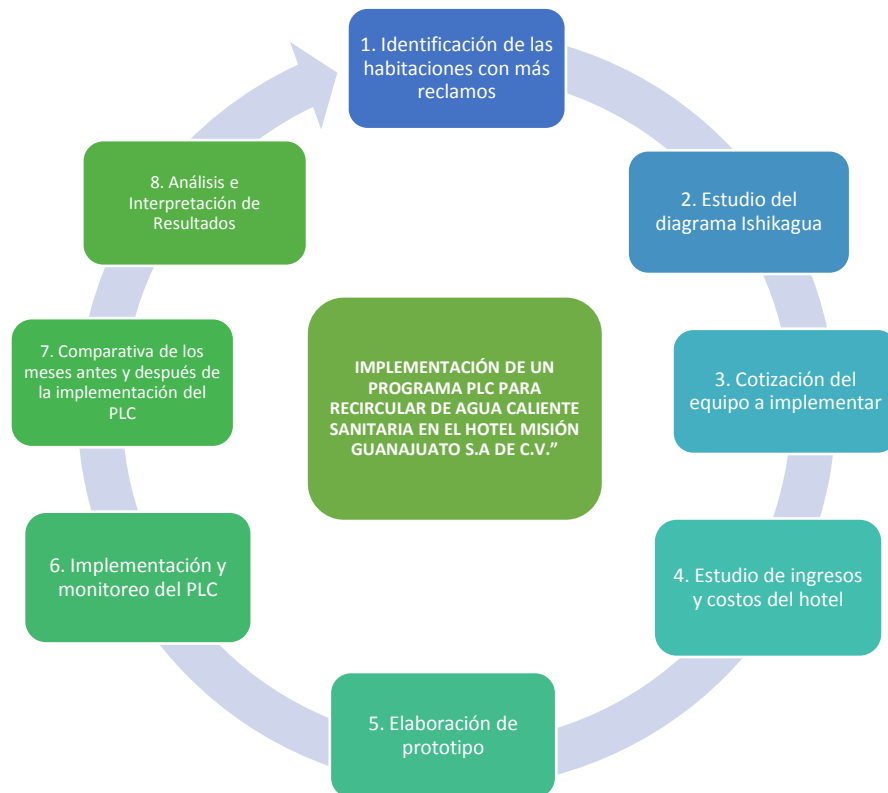 1. Identificación de las
habitaciones con más
reclamos
2. Estudio del
diagrama Ishikagua
3. Cotización del
equipo a implementar
4. Estudio de ingresos
y costos del hotel
5. Elaboración de
prototipo
6. Implementación y
monitoreo del PLC
7. Comparativa de los
meses antes y después de
la implementación del
PLC
8. Análisis e
Interpretación de
Resultados
IMPLEMENTACIÓN DE UN
PROGRAMA PLC PARA
RECIRCULAR DE AGUA CALIENTE
SANITARIA EN EL HOTEL MISIÓN
GUANAJUATO S.A DE C.V.”